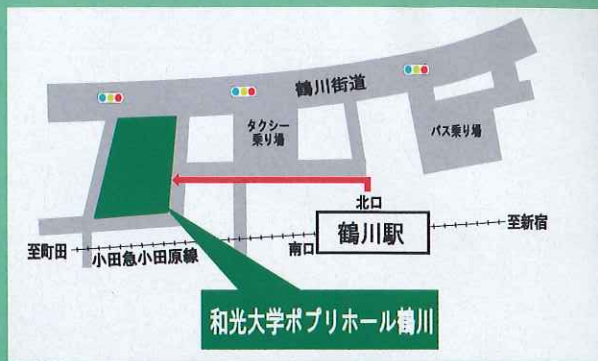 鶴川街道
タクシー
乗り場
バス乗り場
北口
鶴川駅
至新宿
南口
至町田
小田急小田原線
和光大学ポプリホール鶴川